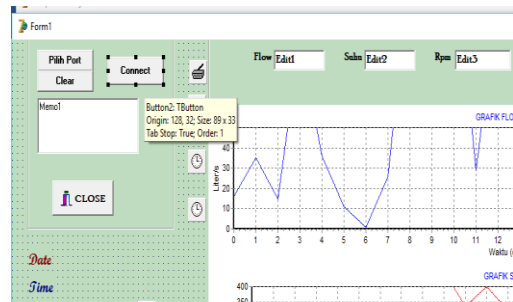 Form1
Pilih Port
Clear
Connect
Flow Edit1
Suhu Edit2
Rpm Edit3
Memo1
Button2: TButton
Origin: 128, 32; Size: 89 x 33
Tab Stop: True; Order: 1
GRAFIK FLO
Liter/s
40
30
20
10
0
0 1 2 3 4 5 6 7 8 9 10 11 12
Waktu (
CLOSE
Date
Time
GRAFIK S
400